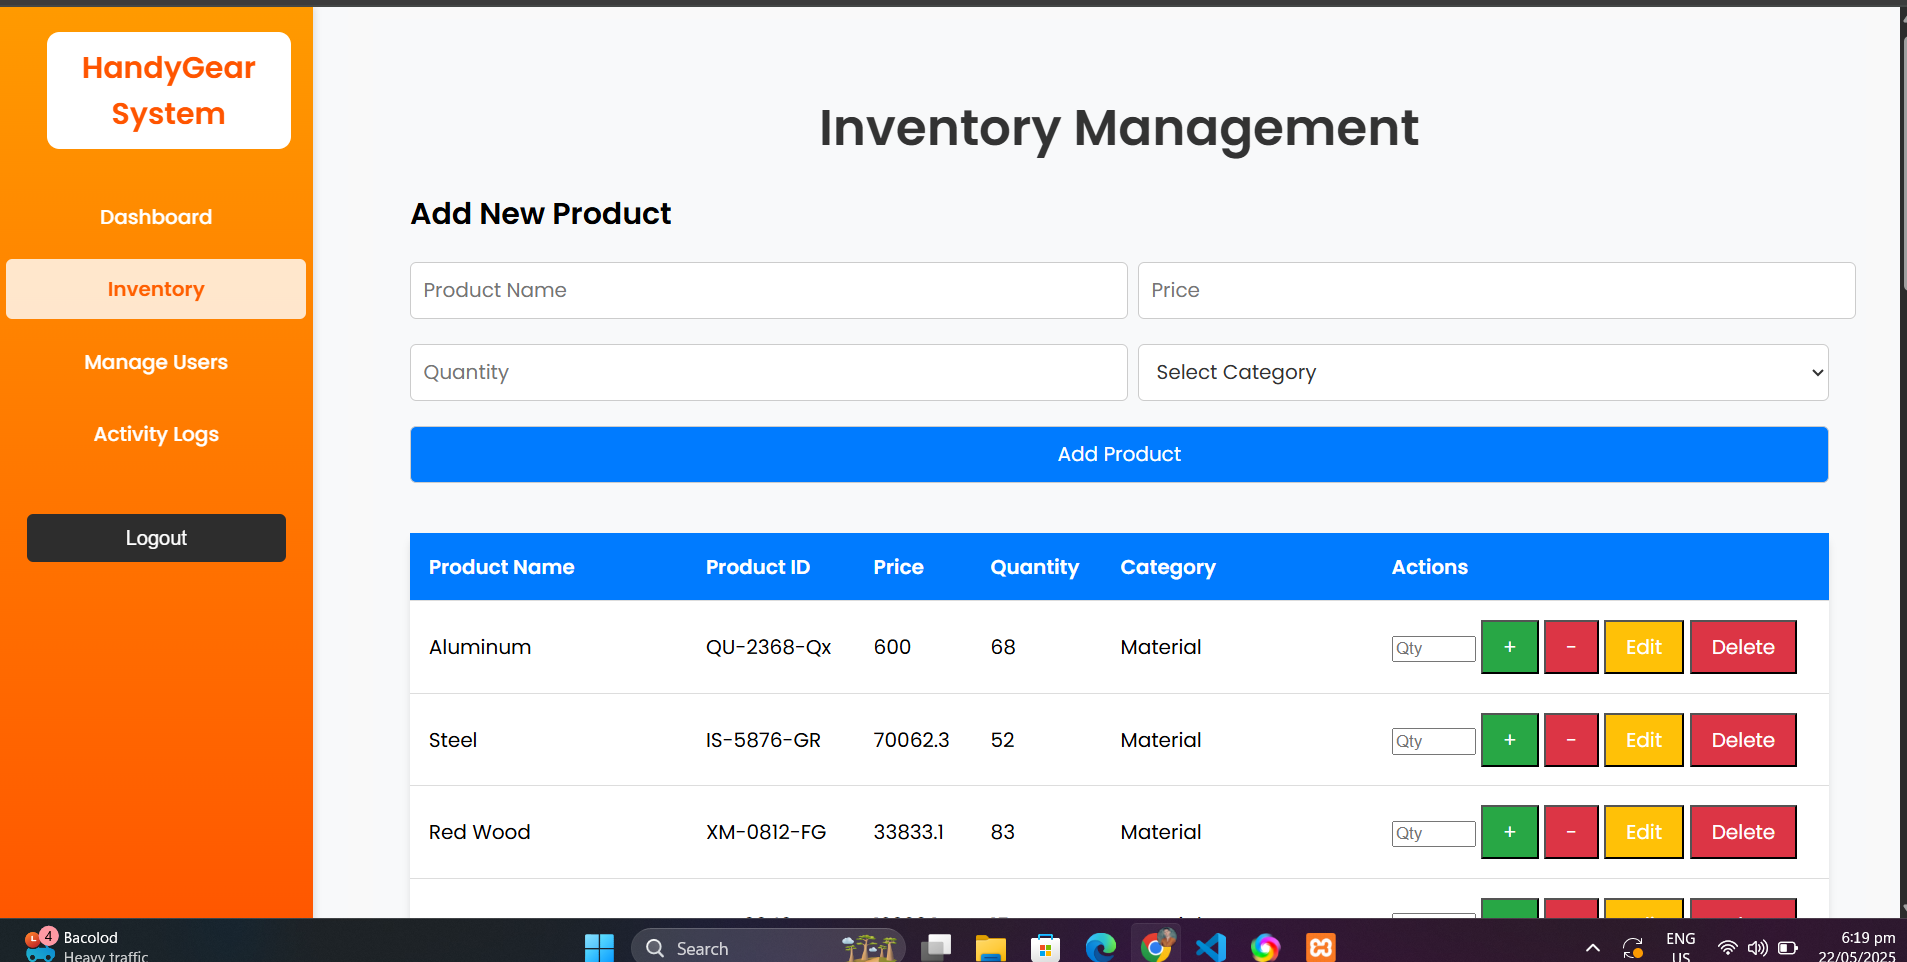 HandyGear
System
Dashboard
Inventory
Manage Users
Activity Logs
Logout
Inventory Management
Add New Product
Product Name Price
Quantity Select Category
Add Product
Product Name Product ID Price Quantity Category Actions
Aluminum QU-2368-Qx 600 68 Material Qty + - Edit Delete
Steel IS-5876-GR 70062.3 52 Material Qty + - Edit Delete
Red Wood XM-0812-FG 33833.1 83 Material Qty + - Edit Delete
4 Bacolod
Heavy traffic
Search
ENG
US
6:19 pm
22/05/2025